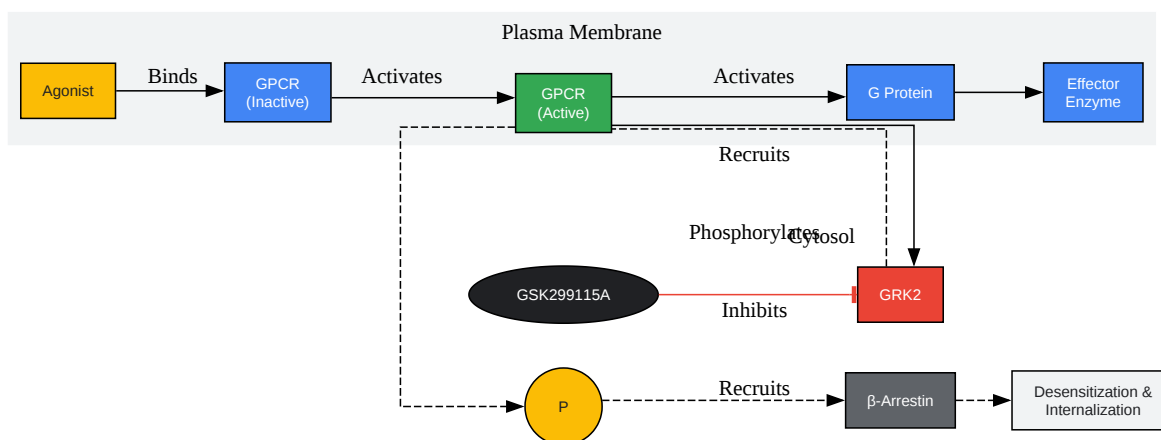 Plasma Membrane
Agonist
Binds
GPCR
(Inactive)
Activates
GPCR
(Active)
Activates
G Protein
Effector
Enzyme
Recruits
Phosphorylates
Cytosol
GSK299115A
Inhibits
GRK2
P
Recruits
β-Arrestin
Desensitization &
Internalization